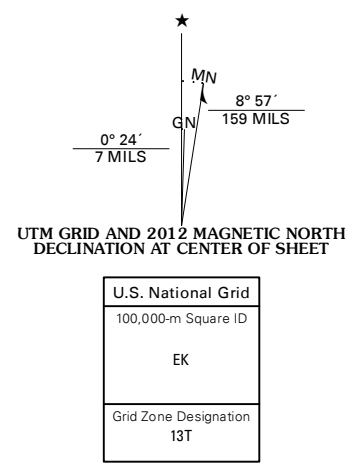 ★
MN
8° 57´
159 MILS
GN
0° 24´
7 MILS
UTM GRID AND 2012 MAGNETIC NORTH
DECLINATION AT CENTER OF SHEET
U.S. National Grid
100,000-m Square ID
EK
Grid Zone Designation
13T